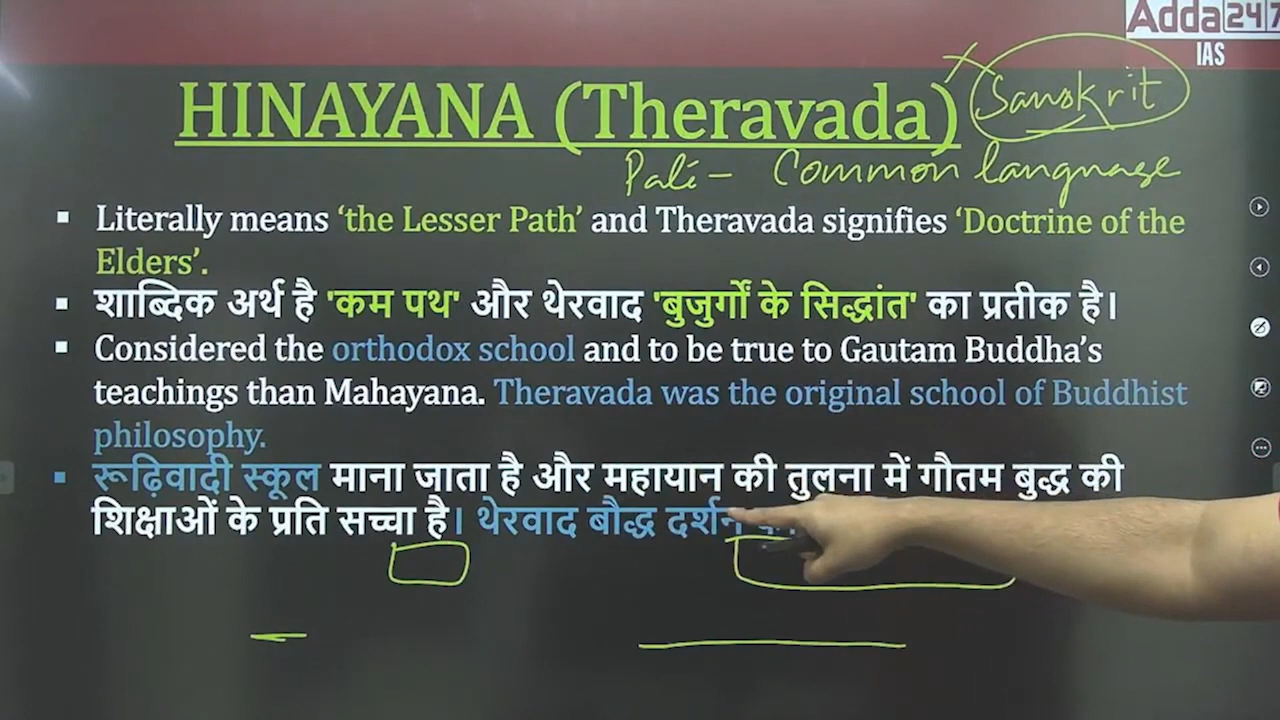 Adda247
IAS
HINAYANA (Theravada)
Sanskrit
Pali - Common language
▪ Literally means ‘the Lesser Path’ and Theravada signifies ‘Doctrine of the
Elders’.
▪ शाब्दिक अर्थ है 'कम पथ' और थेरवाद 'बुजुर्गों के सिद्धांत' का प्रतीक है।
▪ Considered the orthodox school and to be true to Gautam Buddha’s
teachings than Mahayana. Theravada was the original school of Buddhist
philosophy.
▪ रूढ़िवादी स्कूल माना जाता है और महायान की तुलना में गौतम बुद्ध की
शिक्षाओं के प्रति सच्चा है। थेरवाद बौद्ध दर्शन